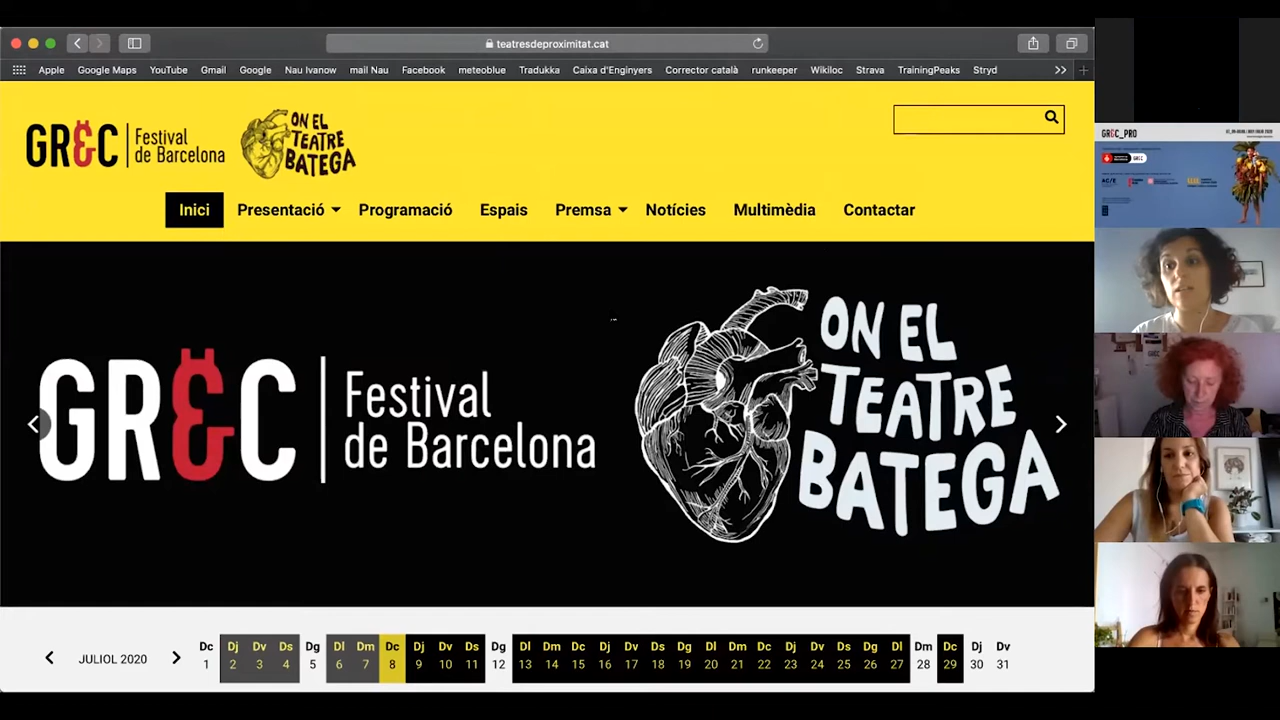 teatresdeproximitat.cat
Apple Google Maps YouTube Gmail Google Nau Ivanow mail Nau Facebook meteoblue Tradukka Caixa d'Enginyers Corrector català runkeeper Wikiloc Strava TrainingPeaks Stryd
GREC Festival de Barcelona
ON EL TEATRE BATEGA
Inici Presentació Programació Espais Premsa Notícies Multimèdia Contactar
GREC
Festival
de Barcelona
ON EL
TEATRE
BATEGA
JULIOL 2020
Dc Dj Dv Ds Dg Dl Dm Dc Dj Dv Ds Dg Dl Dm Dc Dj Dv Ds Dg Dl Dm Dc Dj Dv Ds Dg Dl Dm Dc Dj Dv
1 2 3 4 5 6 7 8 9 10 11 12 13 14 15 16 17 18 19 20 21 22 23 24 25 26 27 28 29 30 31
GREC_PRO
GREC